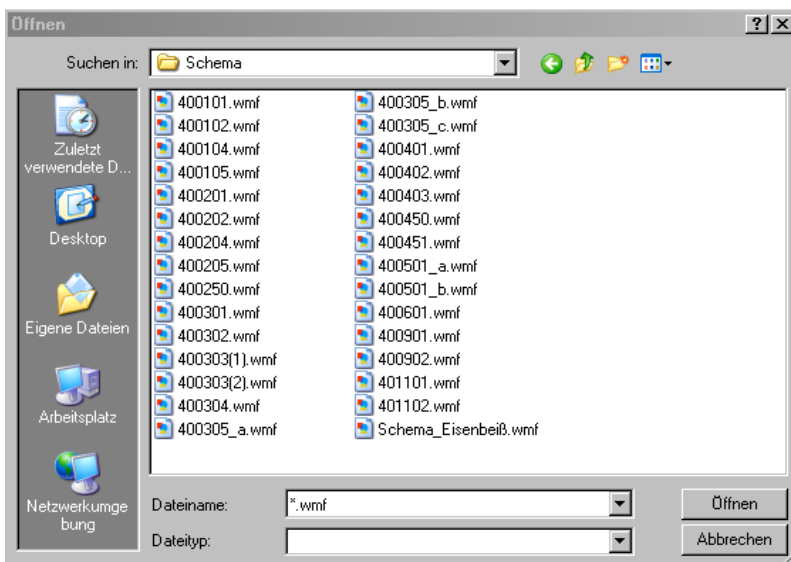 Öffnen
Suchen in: Schema
Zuletzt
verwendete D...
Desktop
Eigene Dateien
Arbeitsplatz
Netzwerkumge
bung
400101.wmf
400102.wmf
400104.wmf
400105.wmf
400201.wmf
400202.wmf
400204.wmf
400205.wmf
400250.wmf
400301.wmf
400302.wmf
400303(1).wmf
400303(2).wmf
400304.wmf
400305_a.wmf
400305_b.wmf
400305_c.wmf
400401.wmf
400402.wmf
400403.wmf
400450.wmf
400451.wmf
400501_a.wmf
400501_b.wmf
400601.wmf
400901.wmf
400902.wmf
401101.wmf
401102.wmf
Schema_Eisenbeiß.wmf
Dateiname: *.wmf Öffnen
Dateityp: Abbrechen